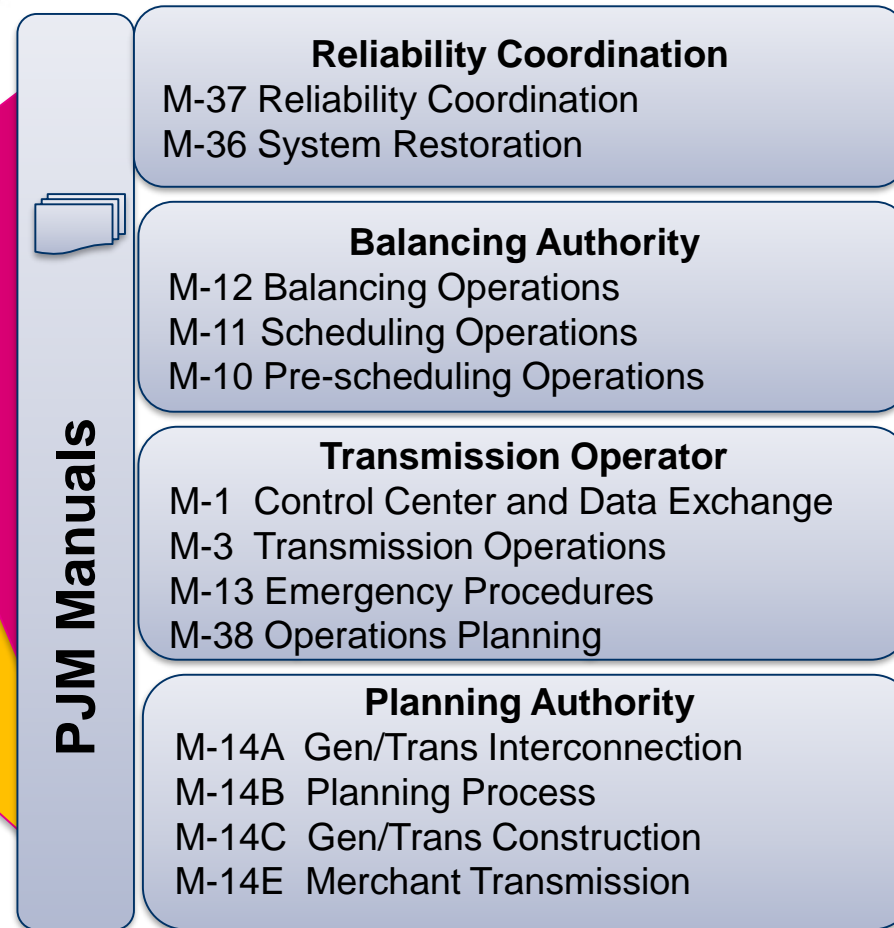 PJM Manuals
Reliability Coordination
M-37 Reliability Coordination
M-36 System Restoration
Balancing Authority
M-12 Balancing Operations
M-11 Scheduling Operations
M-10 Pre-scheduling Operations
Transmission Operator
M-1 Control Center and Data Exchange
M-3 Transmission Operations
M-13 Emergency Procedures
M-38 Operations Planning
Planning Authority
M-14A Gen/Trans Interconnection
M-14B Planning Process
M-14C Gen/Trans Construction
M-14E Merchant Transmission